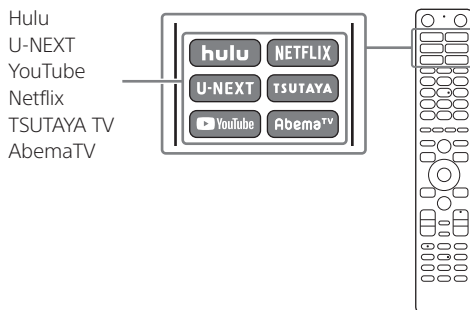 Hulu
U-NEXT
YouTube
Netflix
TSUTAYA TV
AbemaTV
hulu NETFLIX
U-NEXT TSUTAYA
YouTube AbemaTV